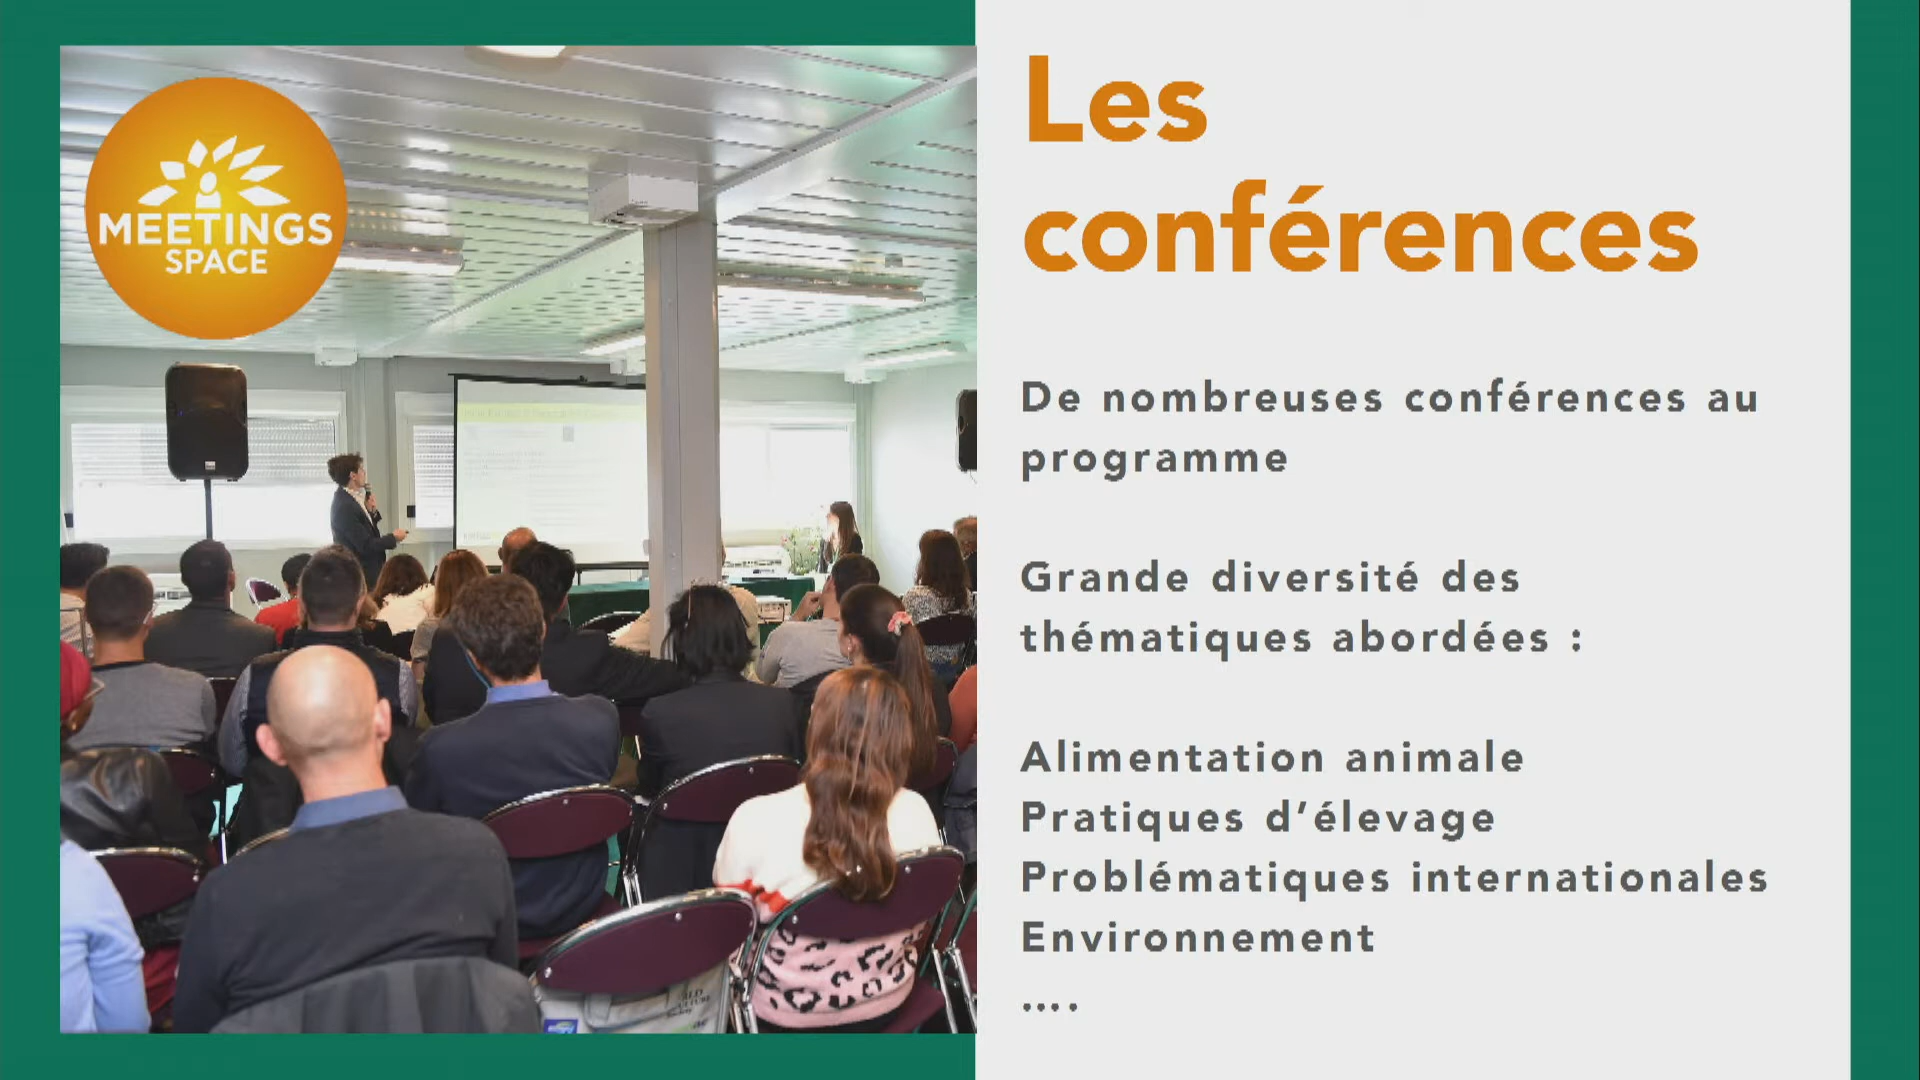 MEETINGS
SPACE
Les
conférences
De nombreuses conférences au
programme
Grande diversité des
thématiques abordées :
Alimentation animale
Pratiques d’élevage
Problématiques internationales
Environnement
....